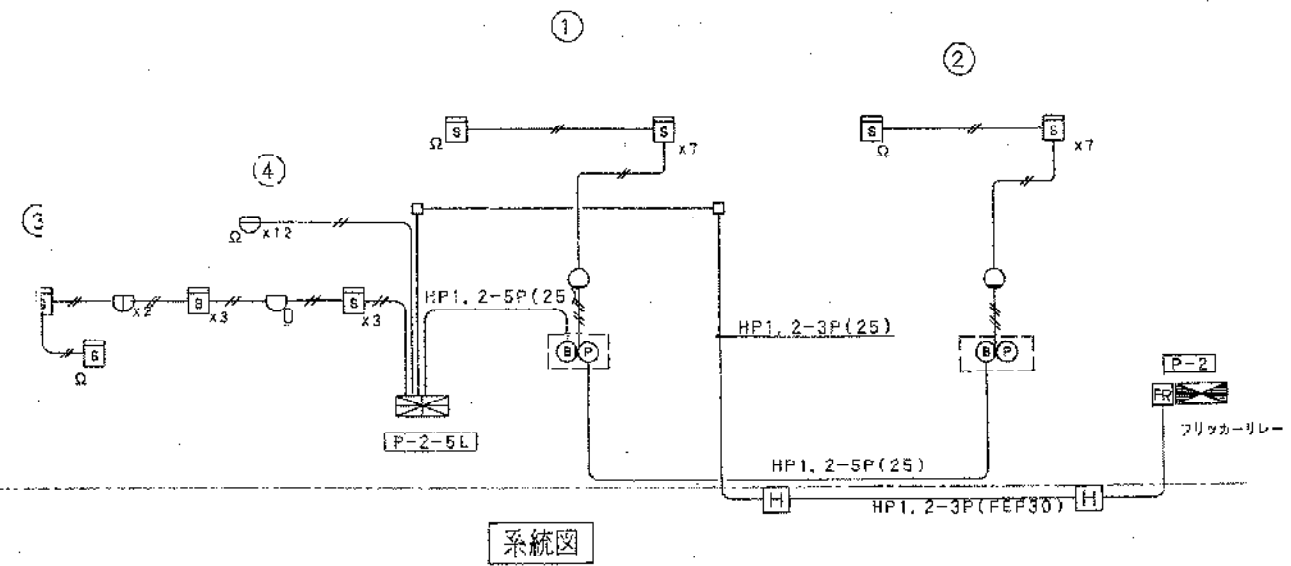 ①
②
S
Ω
S
x7
S
Ω
S
x7
④
③
Ω
x12
S
x2
S
x3
S
x3
S
Ω
HP1.2-5P(25)
HP1.2-3P(25)
B P
B P
P-2
FR
フリッカーリレー
P-2-5L
HP1.2-5P(25)
H
HP1.2-3P(FEP30)
H
系統図